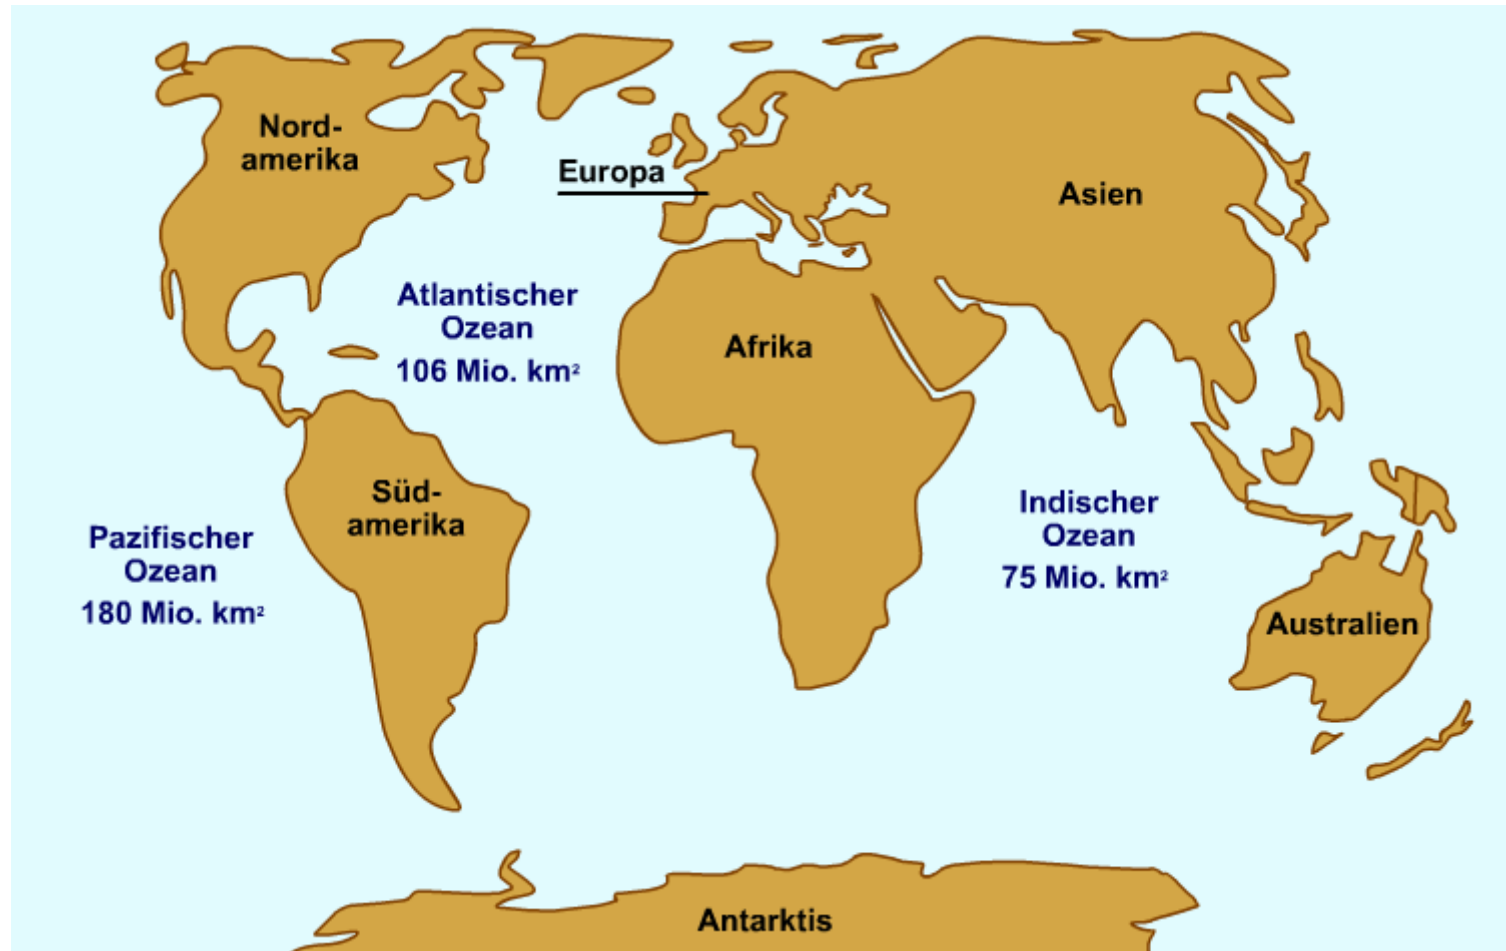 Nord-
amerika
Europa
Asien
Atlantischer
Ozean
106 Mio. km²
Afrika
Süd-
amerika
Pazifischer
Ozean
180 Mio. km²
Indischer
Ozean
75 Mio. km²
Australien
Antarktis